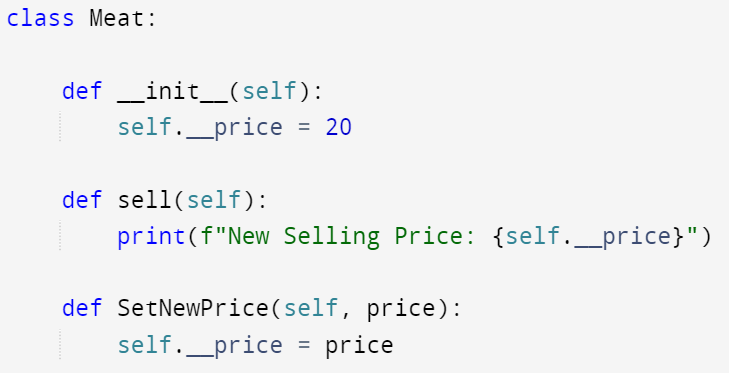 class Meat:
    def __init__(self):
        self.__price = 20
    def sell(self):
        print(f"New Selling Price: {self.__price}")
    def SetNewPrice(self, price):
        self.__price = price